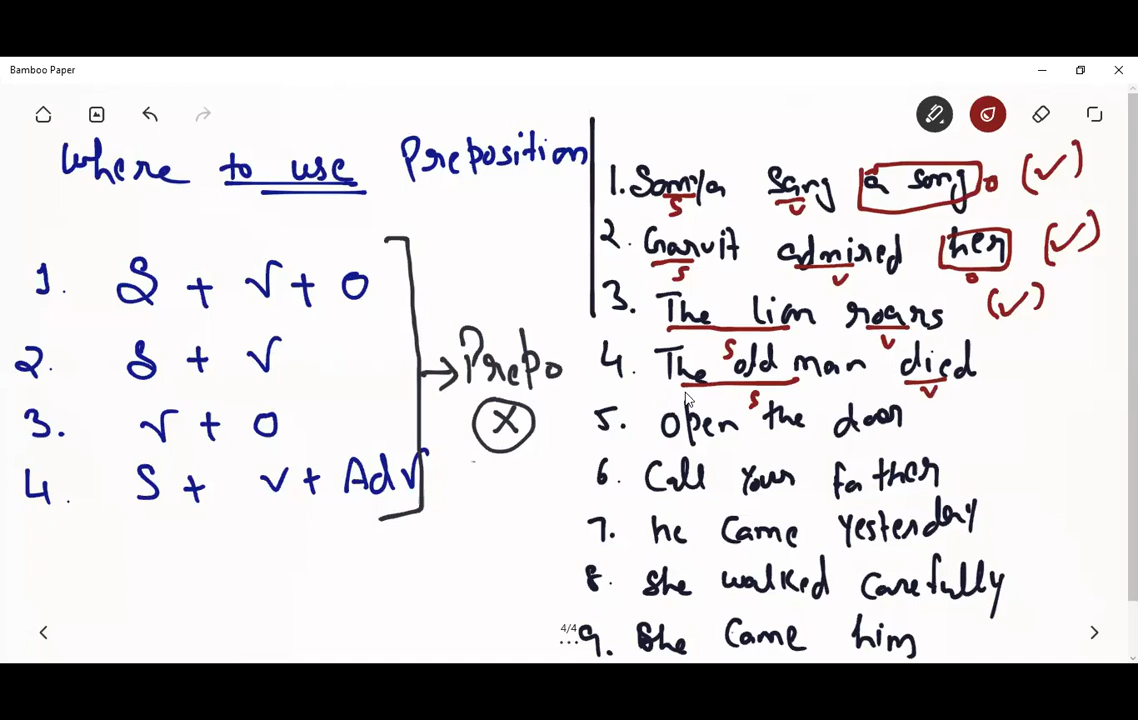 Bamboo Paper
Where to use Preposition
1. S + V + O
2. S + V
3. V + O
4. S + V + Adv
Prepo
X
1. Somya sang a song o (✓)
S V
2. Garvit admired her (✓)
S V O
3. The lion roars (✓)
S V
4. The old man died
S V
5. open the door
6. Call your father
7. he came yesterday
8. she walked carefully
9. She came him
4/4